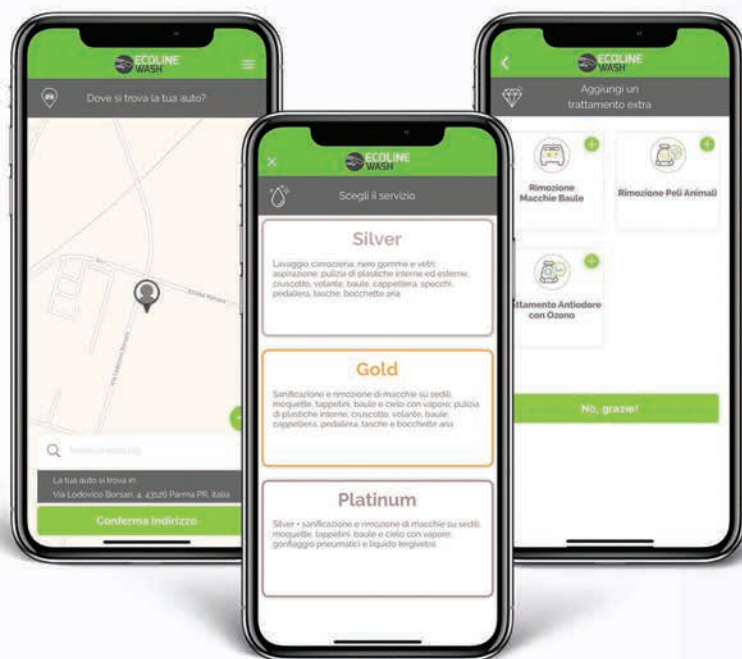 ECOLINE
WASH
Dove si trova la tua auto?
Via Lodovico Borsari
La tua auto si trova in:
Via Lodovico Borsari, 4, 43126 Parma PR, Italia
Conferma Indirizzo
ECOLINE
WASH
Scegli il servizio
Silver
Lavaggio carrozzeria, nero gomme e vetri,
aspirazione, pulizia di plastiche interne ed esterne,
cruscotto, volante, baule, cappelliera, specchi,
pedaliera, tasche, bocchette aria
Gold
Sanificazione e rimozione di macchie su sedili,
moquette, tappetini, baule e cielo con vapore, pulizia
di plastiche interne, cruscotto, volante, baule,
cappelliera, pedaliera, tasche e bocchette aria
Platinum
Silver + sanificazione e rimozione di macchie su sedili,
moquette, tappetini, baule e cielo con vapore,
gonfiaggio pneumatici e liquido tergivetro
ECOLINE
WASH
Aggiungi un
trattamento extra
Rimozione
Macchie Baule
Rimozione Peli Animali
ttamento Antiodore
con Ozono
No, grazie!